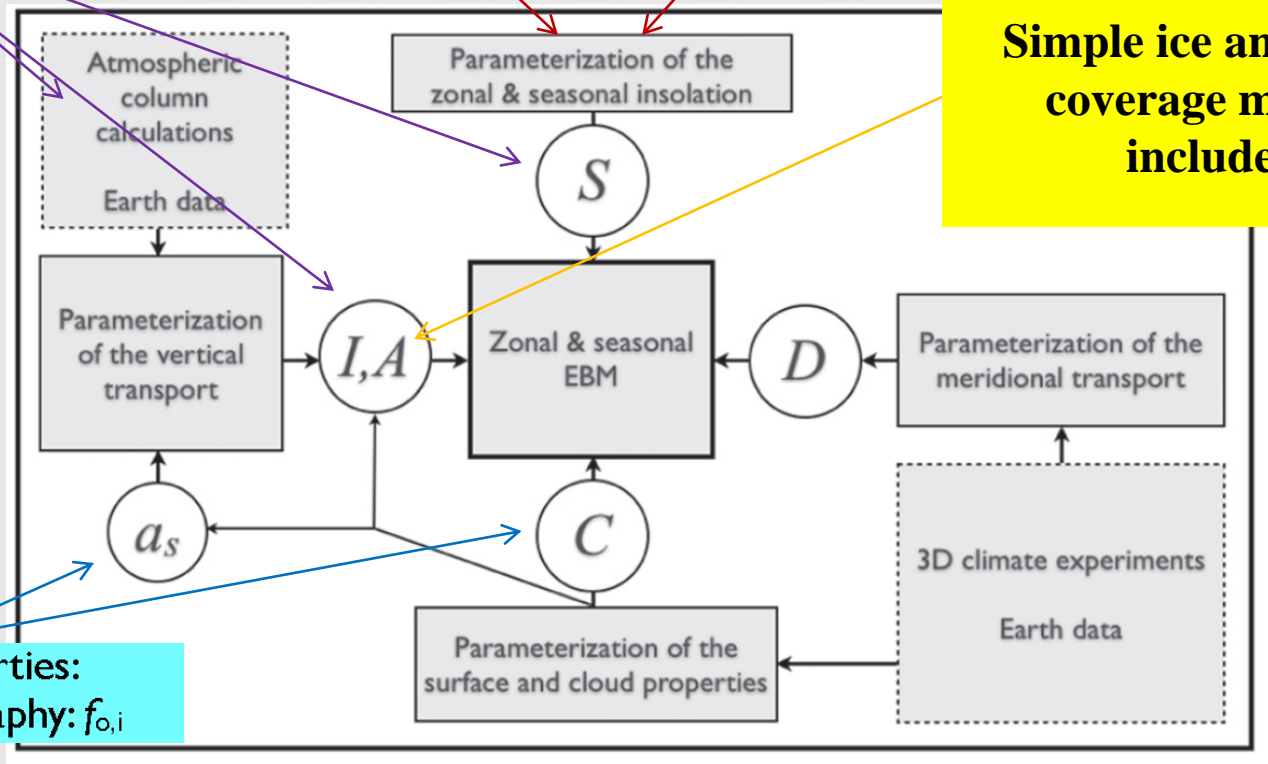 Atmospheric
column
calculations
Earth data
Parameterization of the
zonal & seasonal insolation
Simple ice an
coverage m
include
S
Parameterization
of the vertical
transport
I,A
Zonal & seasonal
EBM
D
Parameterization of the
meridional transport
as
C
3D climate experiments
Earth data
Parameterization of the
surface and cloud properties
rties:
aphy: fo,i